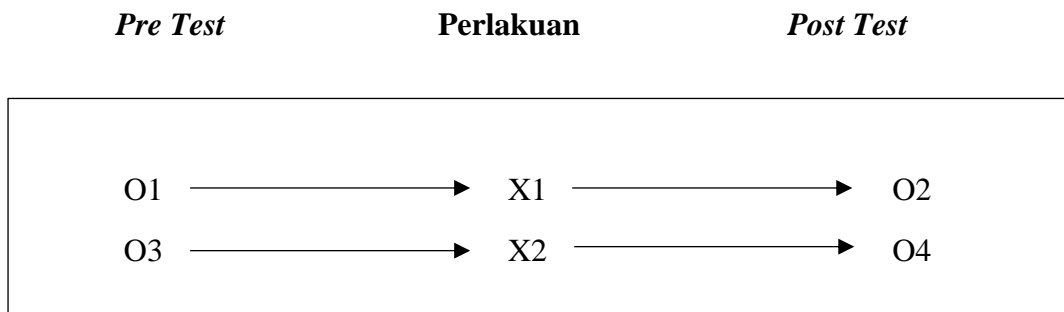 Pre Test Perlakuan Post Test
O1 X1 O2
O3 X2 O4